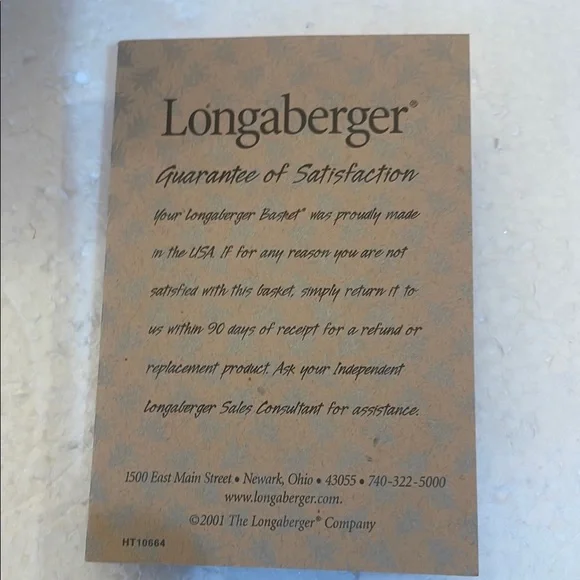 Longaberger®
Guarantee of Satisfaction
Your Longaberger Basket® was proudly made
in the USA. If for any reason you are not
satisfied with this basket, simply return it to
us within 90 days of receipt for a refund or
replacement product. Ask your Independent
Longaberger Sales Consultant for assistance.
1500 East Main Street • Newark, Ohio • 43055 • 740-322-5000
www.longaberger.com.
©2001 The Longaberger® Company
HT10664